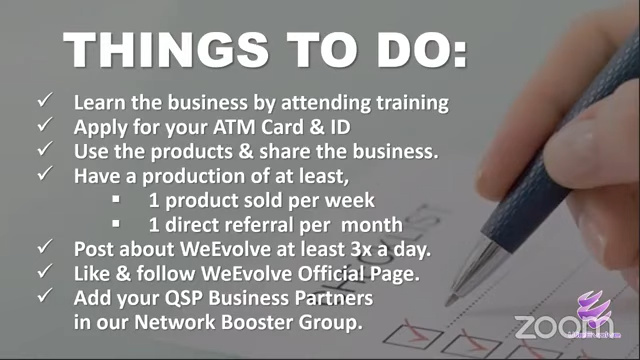 THINGS TO DO:
✓ Learn the business by attending training
✓ Apply for your ATM Card & ID
✓ Use the products & share the business.
✓ Have a production of at least,
▪ 1 product sold per week
▪ 1 direct referral per month
✓ Post about WeEvolve at least 3x a day.
✓ Like & follow WeEvolve Official Page.
✓ Add your QSP Business Partners
in our Network Booster Group.
CHECKLIST
zoom